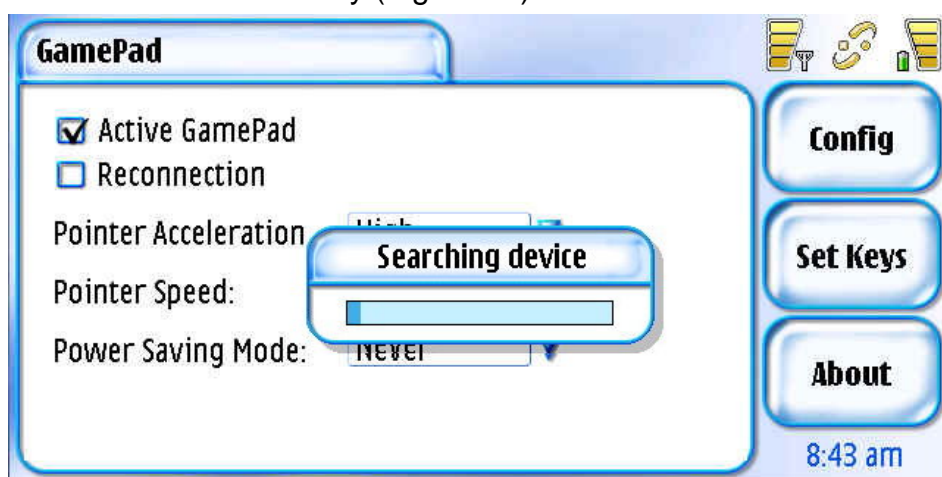 GamePad
Active GamePad
Reconnection
Pointer Acceleration
High
Searching device
Pointer Speed:
Power Saving Mode:
Never
Config
Set Keys
About
8:43 am